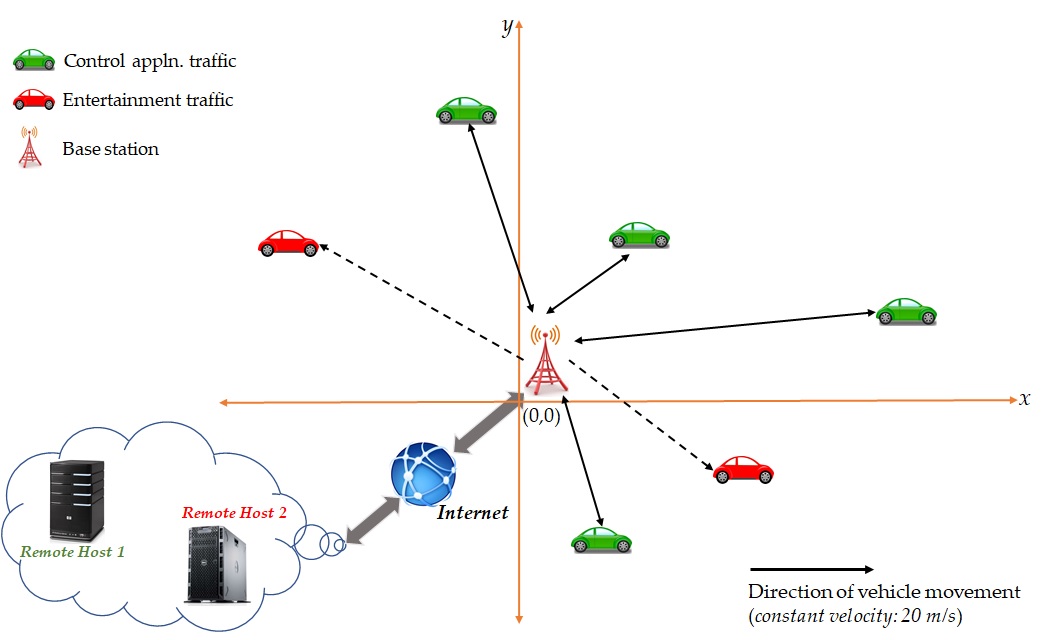 y
Control appln. traffic
Entertainment traffic
Base station
x
(0,0)
Internet
Remote Host 2
Remote Host 1
Direction of vehicle movement
(constant velocity: 20 m/s)